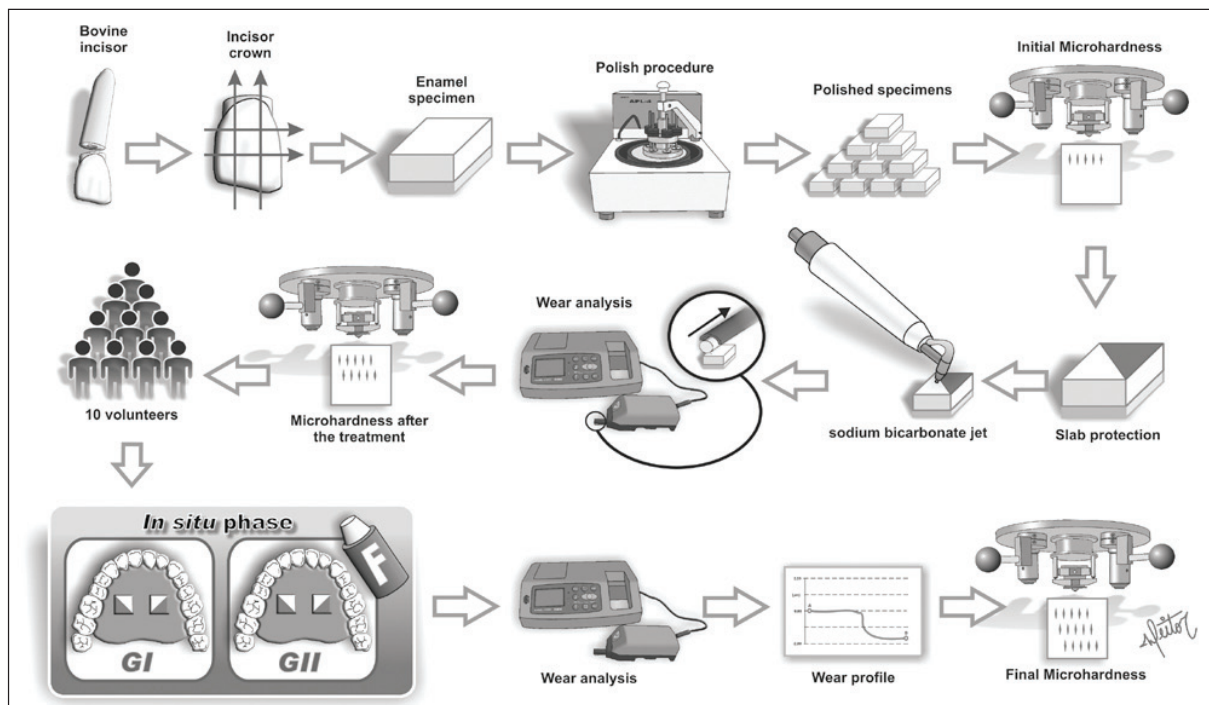 Bovine
incisor
Incisor
crown
Enamel
specimen
Polish procedure
Polished specimens
Initial Microhardness
10 volunteers
Microhardness after
the treatment
Wear analysis
sodium bicarbonate jet
Slab protection
In situ phase
F
GI
GII
Wear analysis
Wear profile
Final Microhardness